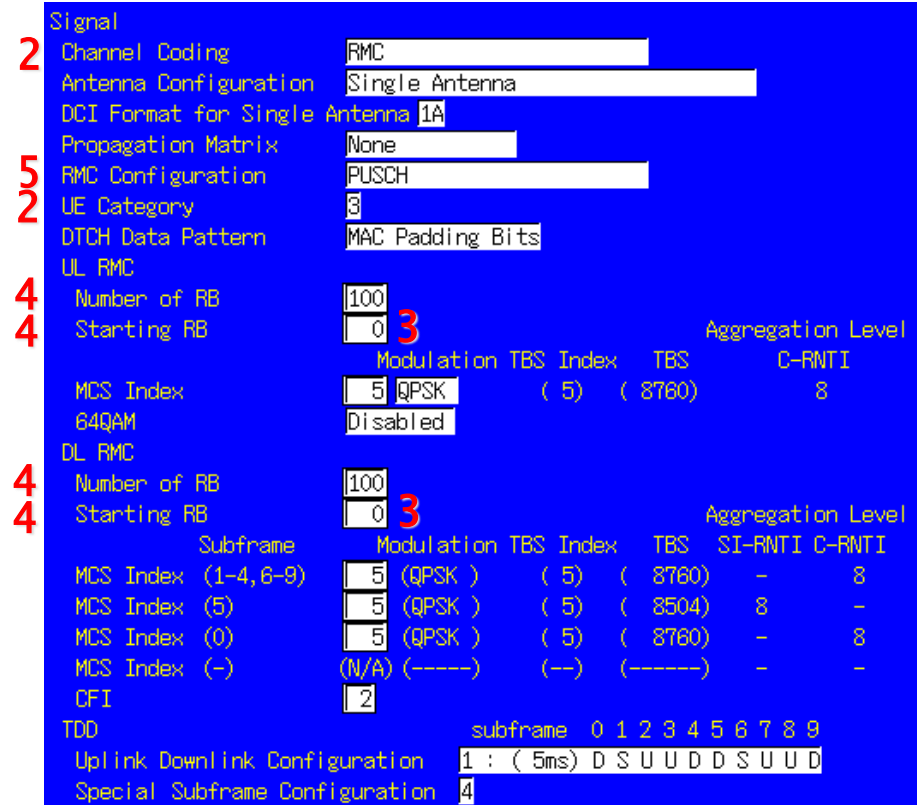 Signal
2 Channel Coding RMC
Antenna Configuration Single Antenna
DCI Format for Single Antenna 1A
Propagation Matrix None
5 RMC Configuration PUSCH
2 UE Category 3
DTCH Data Pattern MAC Padding Bits
UL RMC
4 Number of RB 100
4 Starting RB 0 3 Aggregation Level
Modulation TBS Index TBS C-RNTI
MCS Index 5 QPSK ( 5) ( 8760) 8
64QAM Disabled
DL RMC
4 Number of RB 100
4 Starting RB 0 3 Aggregation Level
Subframe Modulation TBS Index TBS SI-RNTI C-RNTI
MCS Index (1-4,6-9) 5 (QPSK ) ( 5) ( 8760) - 8
MCS Index (5) 5 (QPSK ) ( 5) ( 8504) 8 -
MCS Index (0) 5 (QPSK ) ( 5) ( 8760) - 8
MCS Index (-) (N/A) (-----) (--) (------) - -
CFI 2
TDD subframe 0 1 2 3 4 5 6 7 8 9
Uplink Downlink Configuration 1 : ( 5ms) D S U U D D S U U D
Special Subframe Configuration 4